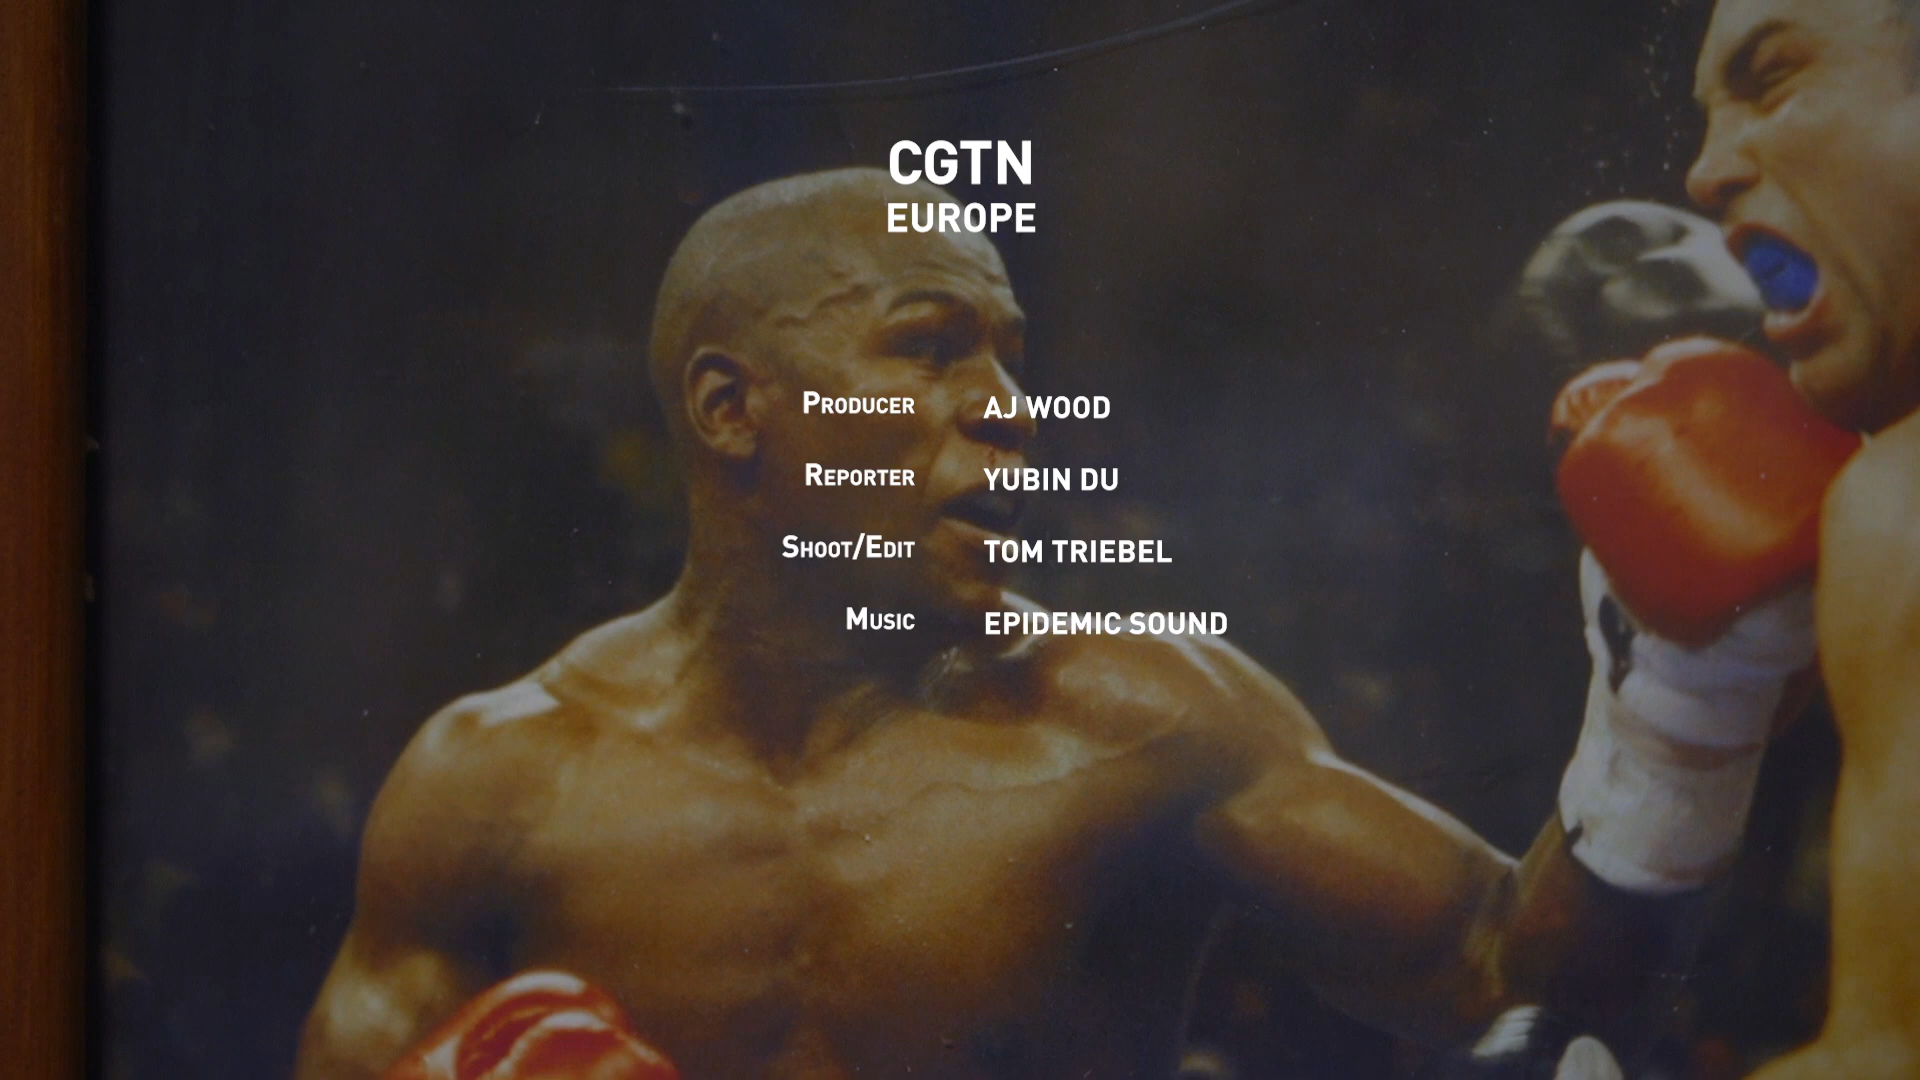 CGTN
EUROPE
PRODUCER AJ WOOD
REPORTER YUBIN DU
SHOOT/EDIT TOM TRIEBEL
MUSIC EPIDEMIC SOUND